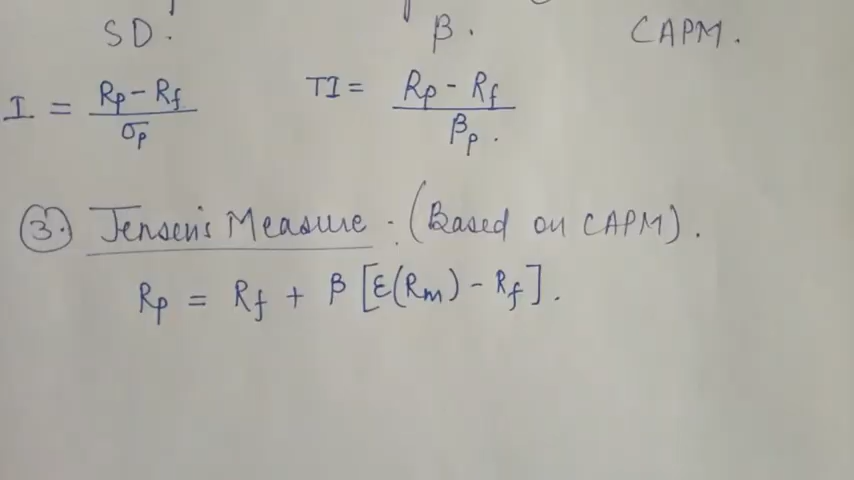 SD. β. CAPM.
I = Rp - Rf / σp TI = Rp - Rf / βp.
3. Jensen's Measure. (Based on CAPM).
Rp = Rf + β [E(Rm) - Rf].